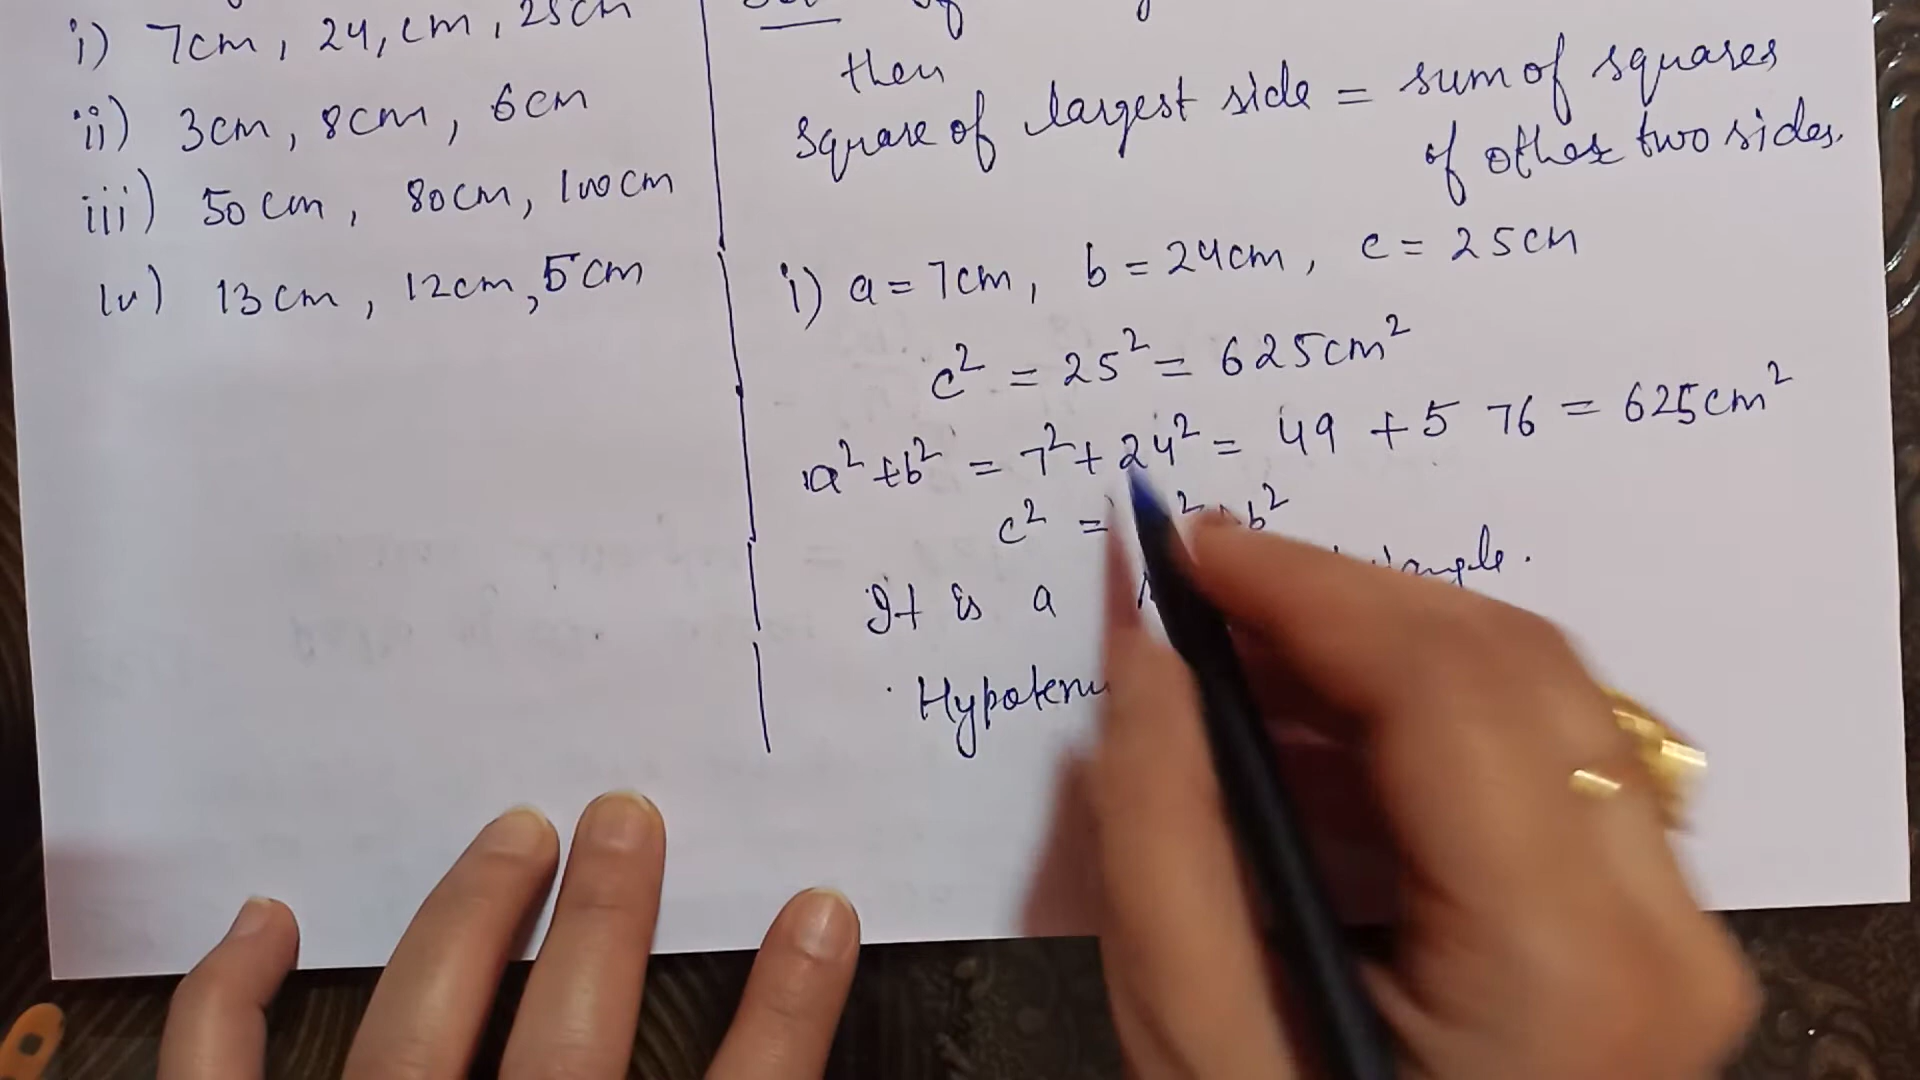 i) 7cm, 24, cm, 25cm
ii) 3cm, 8cm, 6cm
iii) 50cm, 80cm, 100cm
iv) 13cm, 12cm, 5cm
then
Square of largest side = sum of squares
of other two sides.
i) a = 7cm, b = 24cm, c = 25cm
c² = 25² = 625cm²
a² + b² = 7² + 24² = 49 + 576 = 625cm²
c² = ² + b²
It is a